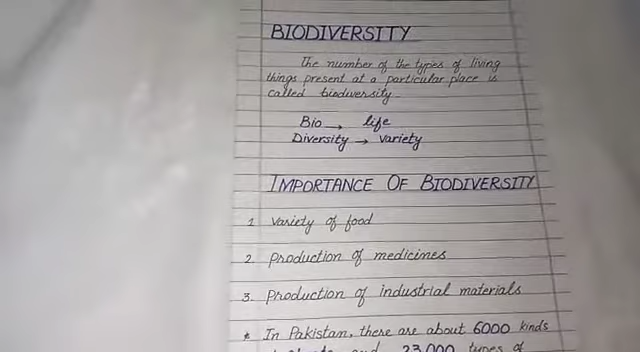 BIODIVERSITY
The number of the types of living
things present at a particular place is
called biodiversity.
Bio → life
Diversity → variety
IMPORTANCE OF BIODIVERSITY
1. Variety of food
2. Production of medicines
3. Production of industrial materials
* In Pakistan, there are about 6000 kinds
and 23,000 types of